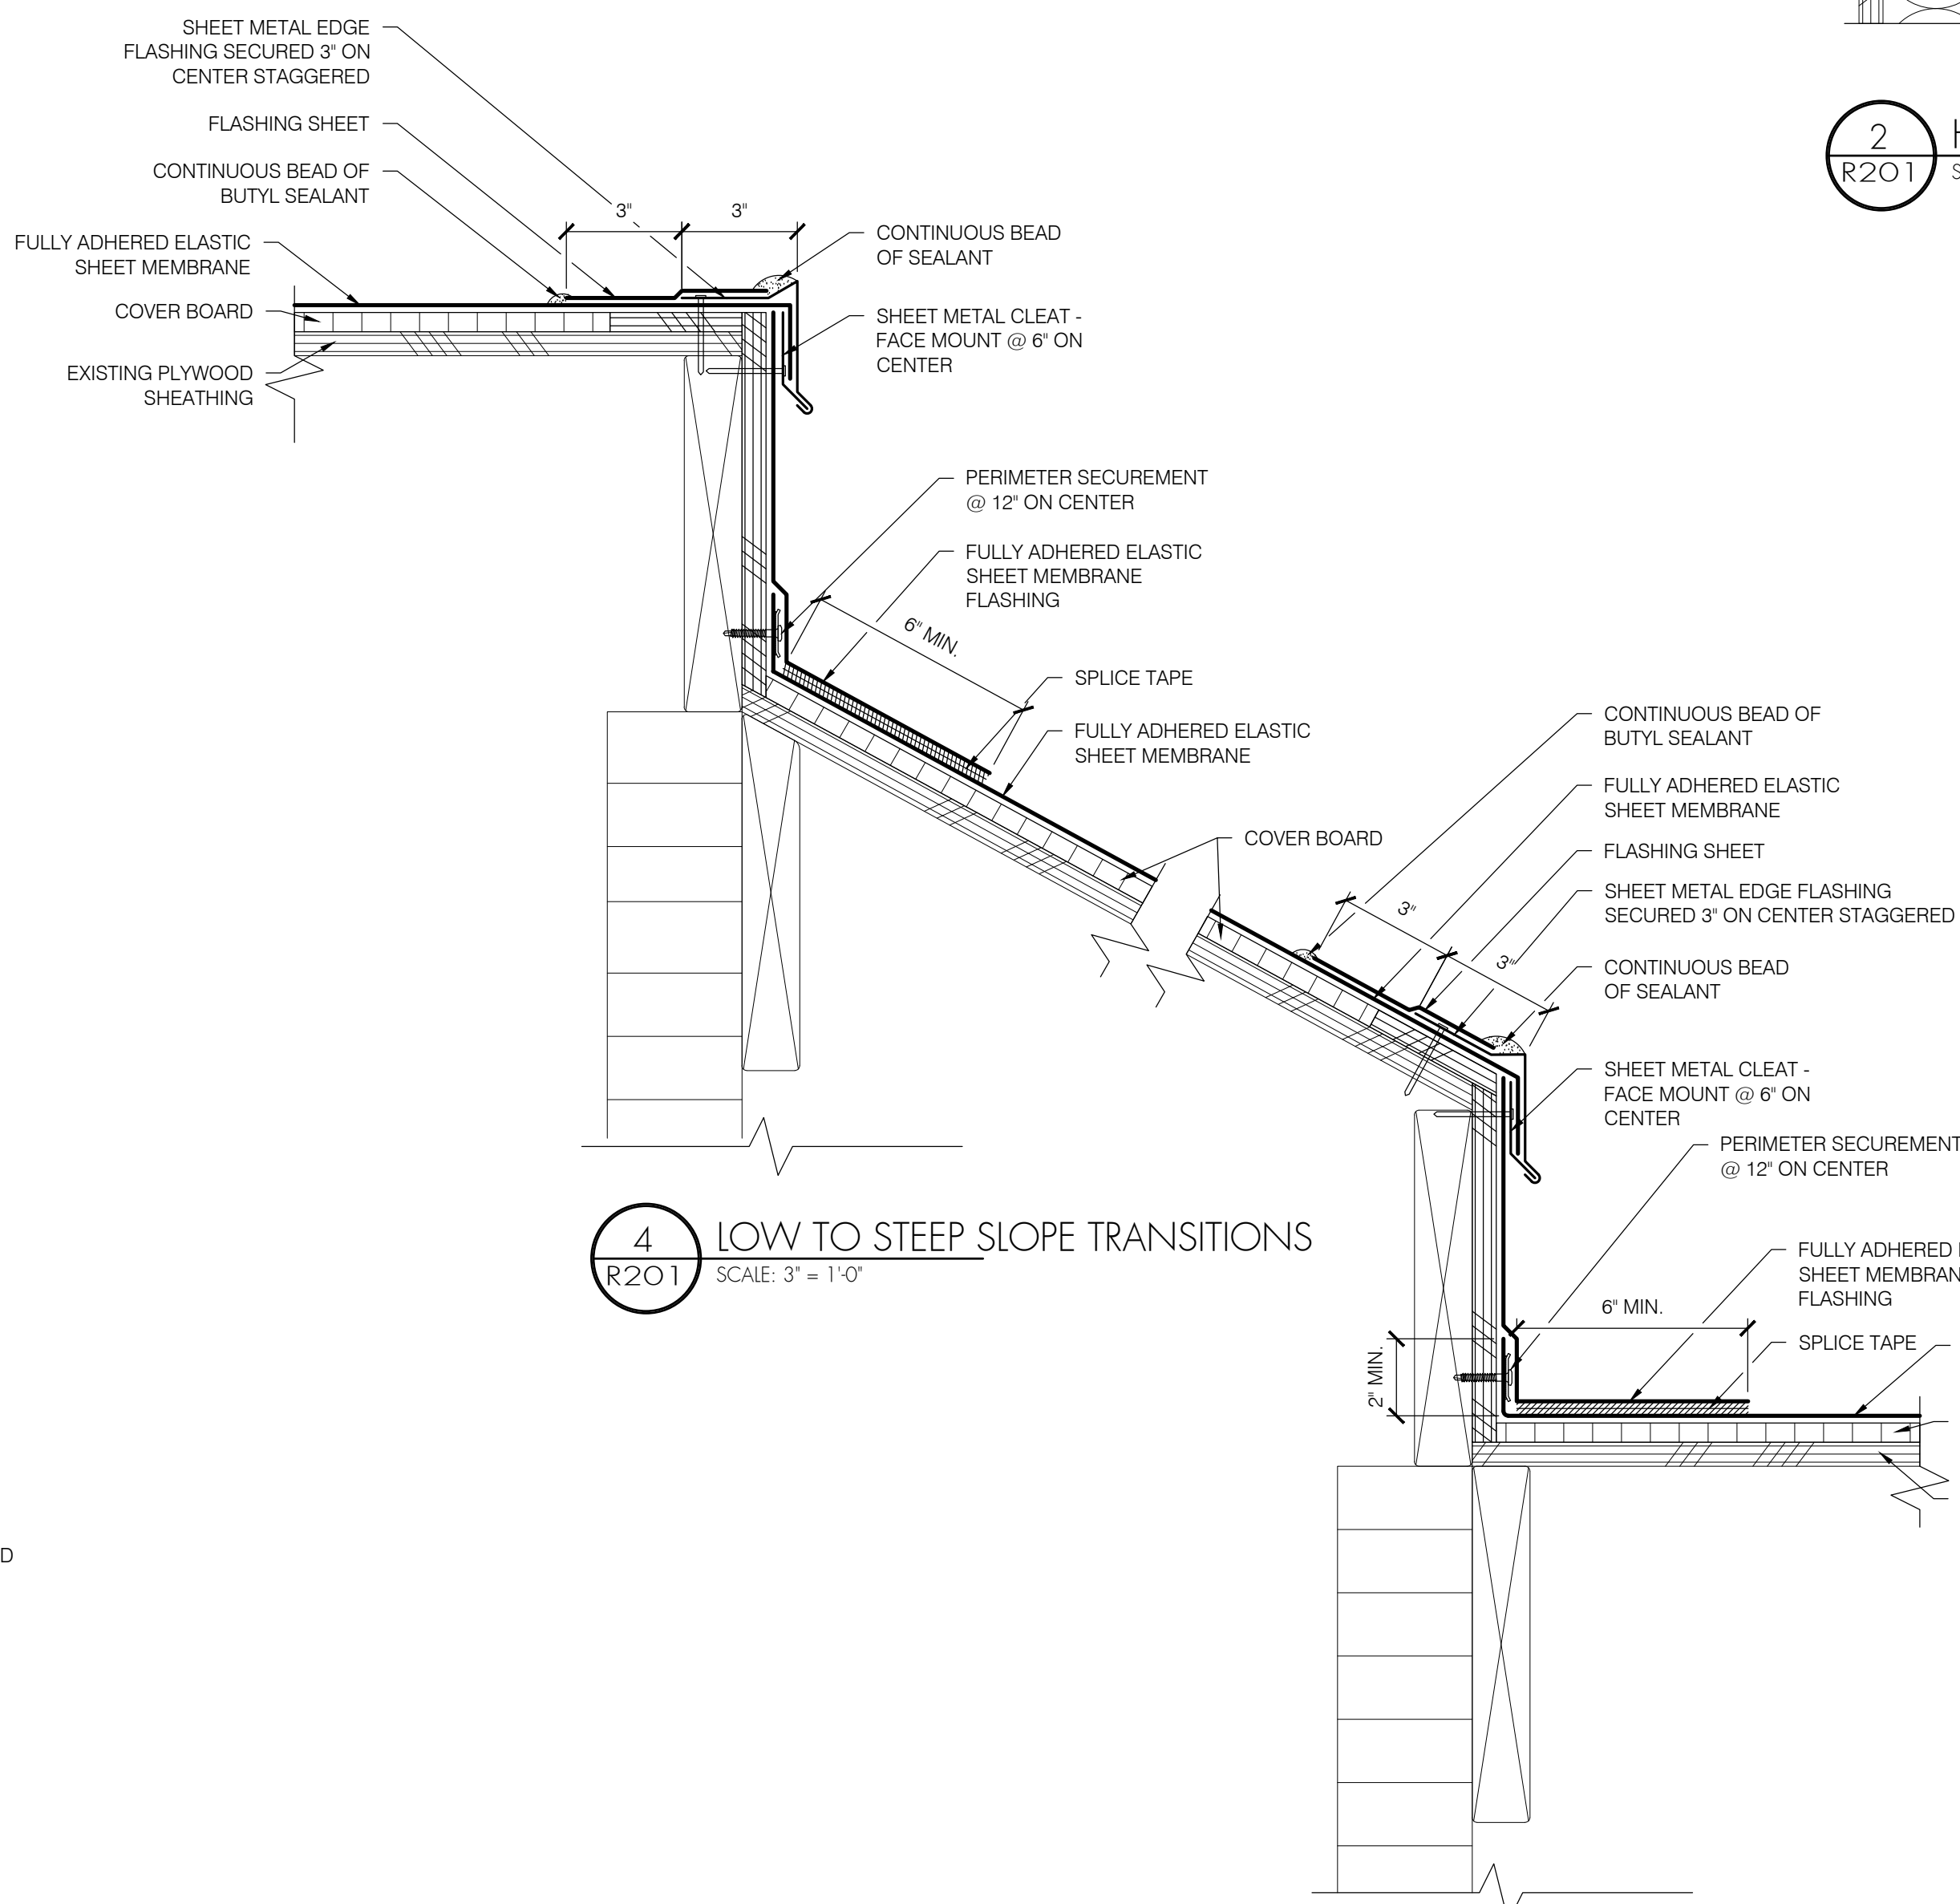 SHEET METAL EDGE
FLASHING SECURED 3" ON
CENTER STAGGERED
FLASHING SHEET
CONTINUOUS BEAD OF
BUTYL SEALANT
FULLY ADHERED ELASTIC
SHEET MEMBRANE
COVER BOARD
EXISTING PLYWOOD
SHEATHING
3"
3"
CONTINUOUS BEAD
OF SEALANT
SHEET METAL CLEAT -
FACE MOUNT @ 6" ON
CENTER
2
R201
PERIMETER SECUREMENT
@ 12" ON CENTER
FULLY ADHERED ELASTIC
SHEET MEMBRANE
FLASHING
6" MIN.
SPLICE TAPE
FULLY ADHERED ELASTIC
SHEET MEMBRANE
COVER BOARD
CONTINUOUS BEAD OF
BUTYL SEALANT
FULLY ADHERED ELASTIC
SHEET MEMBRANE
FLASHING SHEET
SHEET METAL EDGE FLASHING
SECURED 3" ON CENTER STAGGERED
3"
3"
CONTINUOUS BEAD
OF SEALANT
SHEET METAL CLEAT -
FACE MOUNT @ 6" ON
CENTER
PERIMETER SECUREMENT
@ 12" ON CENTER
4
R201
LOW TO STEEP SLOPE TRANSITIONS
SCALE: 3" = 1'-0"
FULLY ADHERED
SHEET MEMBRAN
FLASHING
6" MIN.
SPLICE TAPE
2" MIN.
D